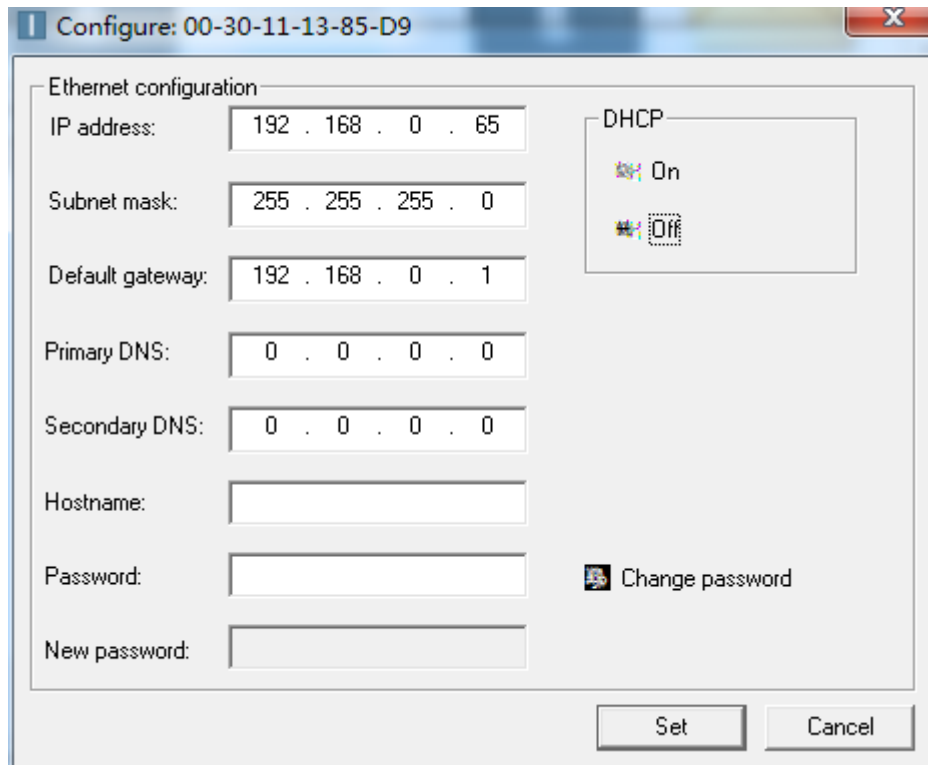 Configure: 00-30-11-13-85-D9
Ethernet configuration
IP address: 192 . 168 . 0 . 65
DHCP
On
Subnet mask: 255 . 255 . 255 . 0
Off
Default gateway: 192 . 168 . 0 . 1
Primary DNS: 0 . 0 . 0 . 0
Secondary DNS: 0 . 0 . 0 . 0
Hostname:
Password:
Change password
New password:
Set Cancel